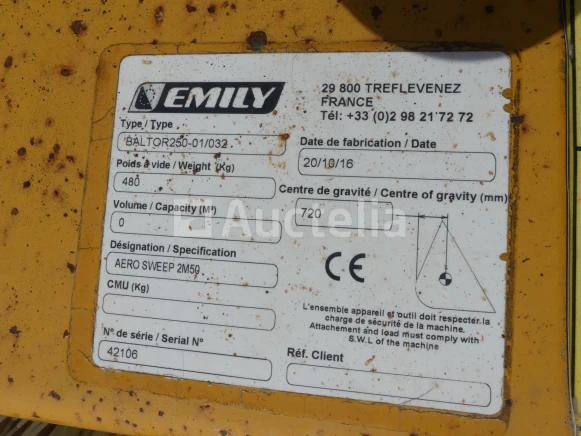 EMILY
29 800 TREFLEVENEZ
FRANCE
Tél: +33 (0)2 98 21 72 72
Type / Type
BALTOR250-01/032
Poids à vide / Weight (Kg)
480
Volume / Capacity (M³)
0
Désignation / Specification
AERO SWEEP 2M50
CMU (Kg)
N° de série / Serial N°
42106
Date de fabrication / Date
20/10/16
Centre de gravité / Centre of gravity (mm)
720
CE
L'ensemble appareil et outil doit respecter la
charge de sécurité de la machine.
Attachement and load must comply with
S.W.L of the machine
Réf. Client
Auctelia